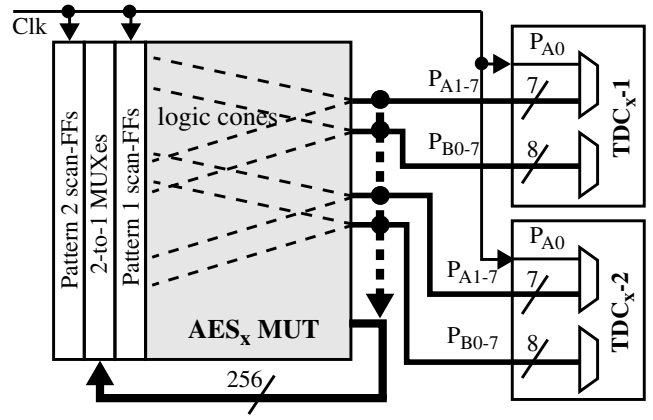 Clk
Pattern 2 scan-FFs
2-to-1 MUXes
Pattern 1 scan-FFs
logic cones
AESx MUT
256
PA1-7
PB0-7
PA1-7
PB0-7
PA0
7
8
TDCx-1
PA0
7
8
TDCx-2